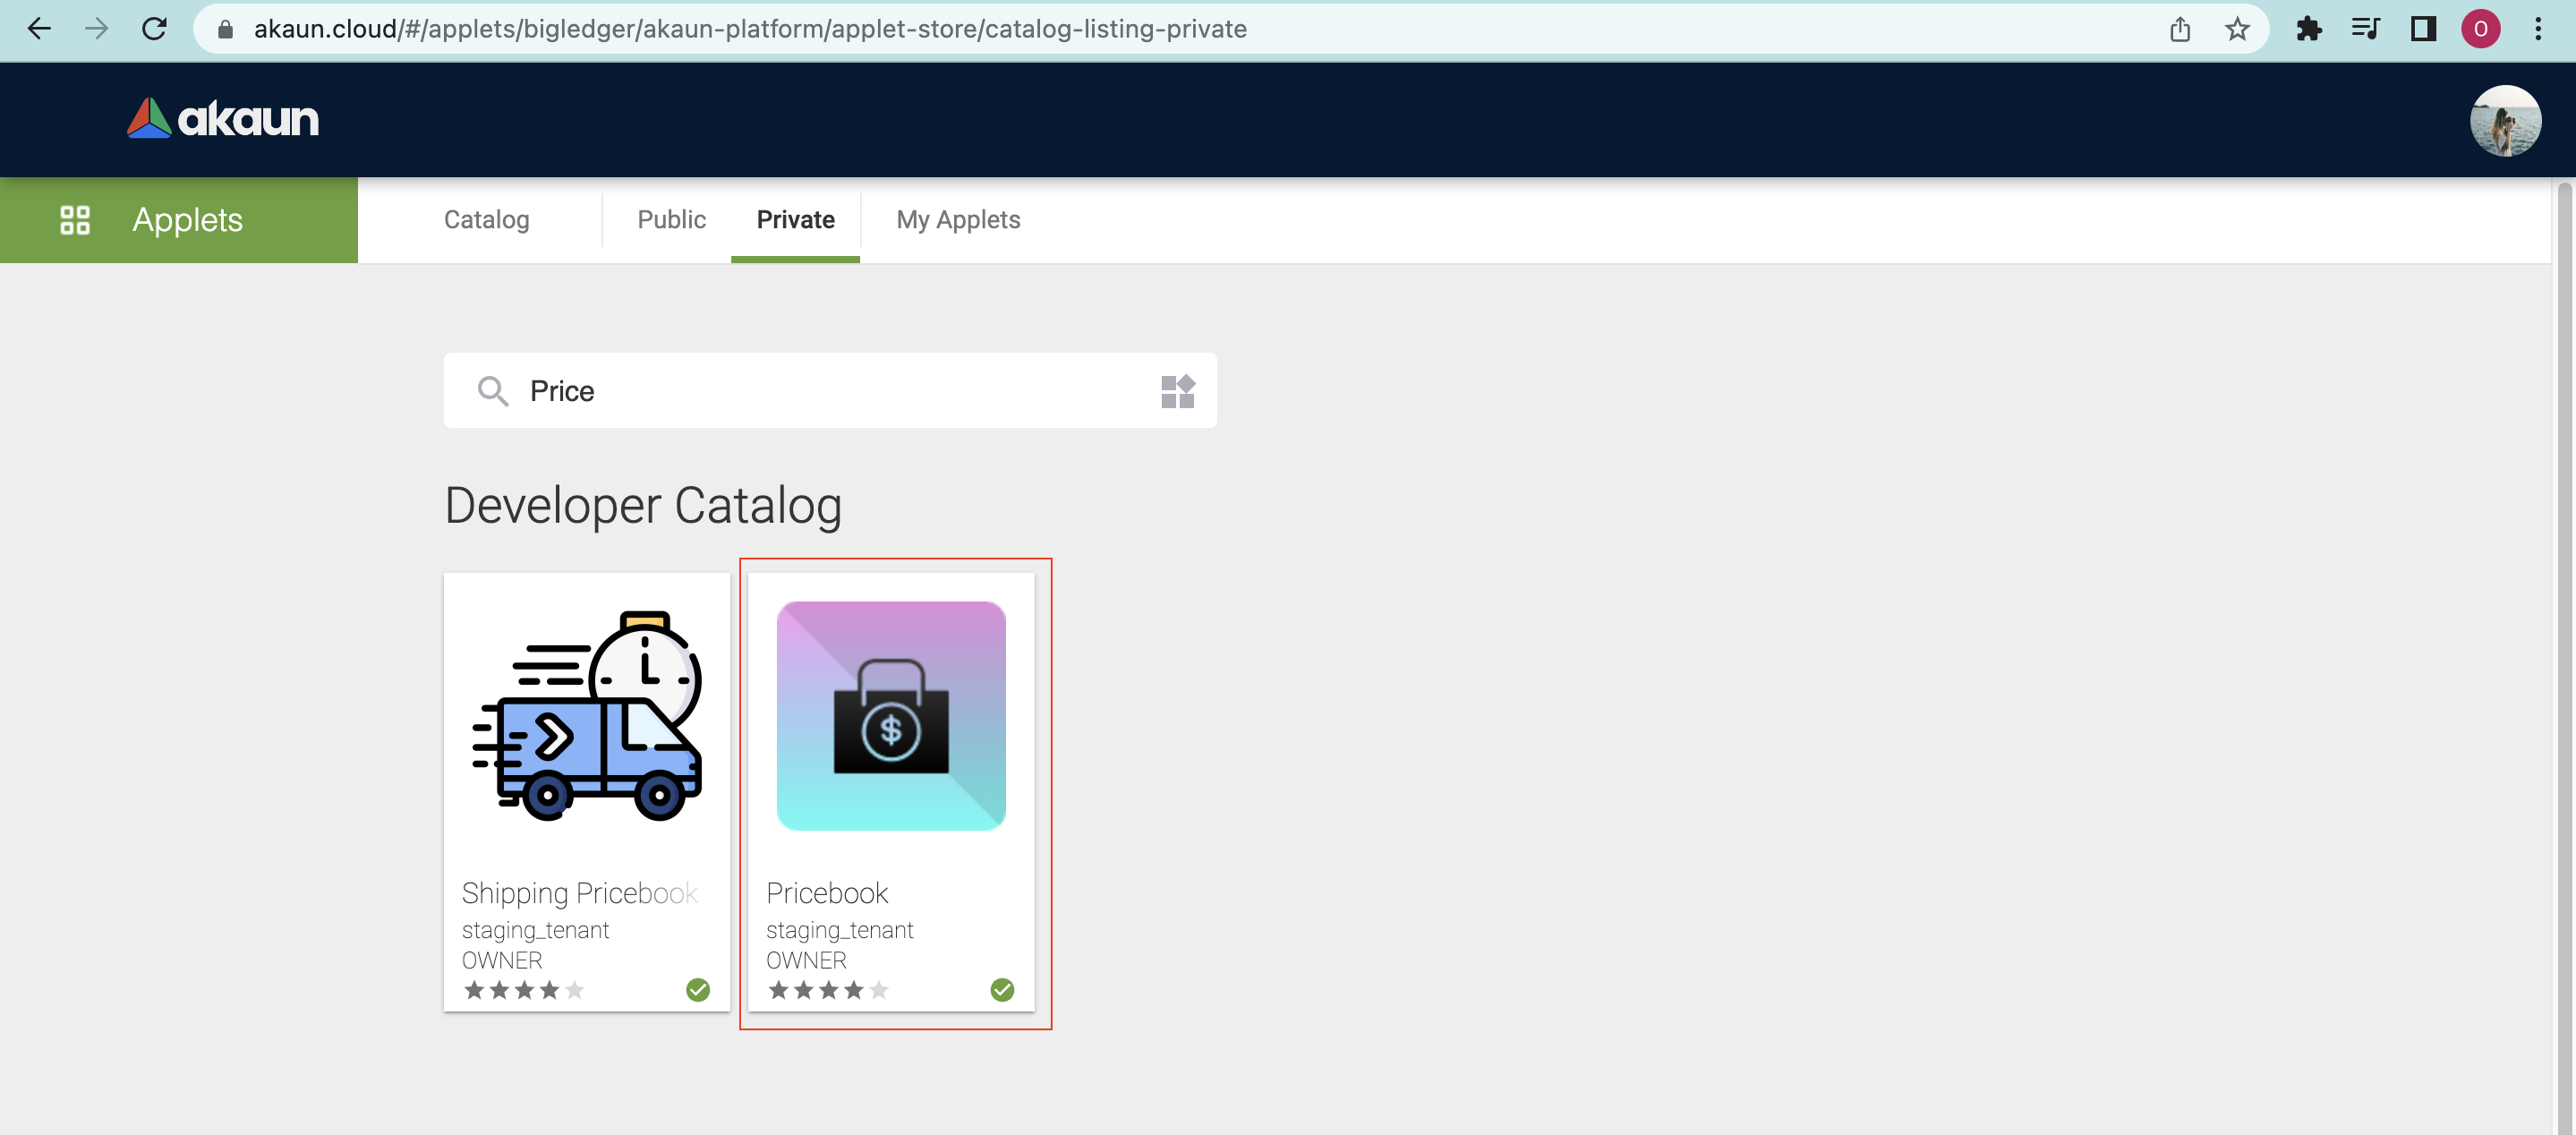 akaun.cloud/#/applets/bigledger/akaun-platform/applet-store/catalog-listing-private
O
akaun
Applets
Catalog
Public
Private
My Applets
Price
Developer Catalog
$
Shipping Pricebook
staging_tenant
OWNER
Pricebook
staging_tenant
OWNER